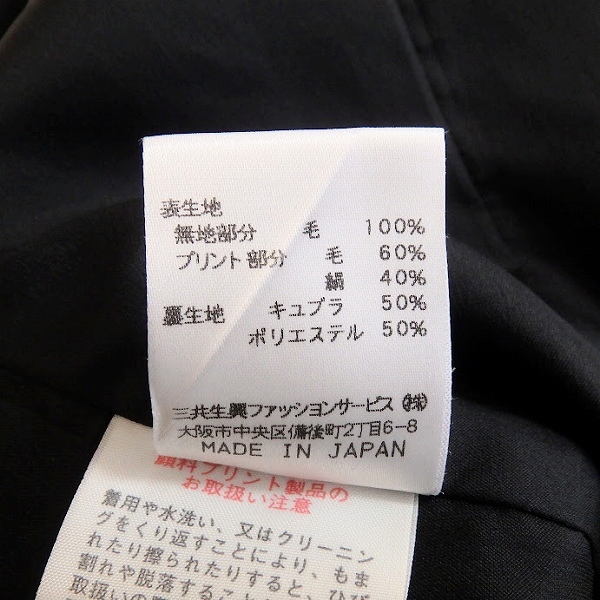 表生地
無地部分 毛 100%
プリント部分 毛 60%
絹 40%
裏生地 キュプラ 50%
ポリエステル 50%
三共生興ファッションサービス ㈱
大阪市中央区備後町2丁目6-8
MADE IN JAPAN
顔料プリント製品の
お取扱い注意
着用や水洗い、又はクリーニン
グをくり返すことにより、もま
れたり擦られたりすると、ひび
割れや脱落すること
取扱いの